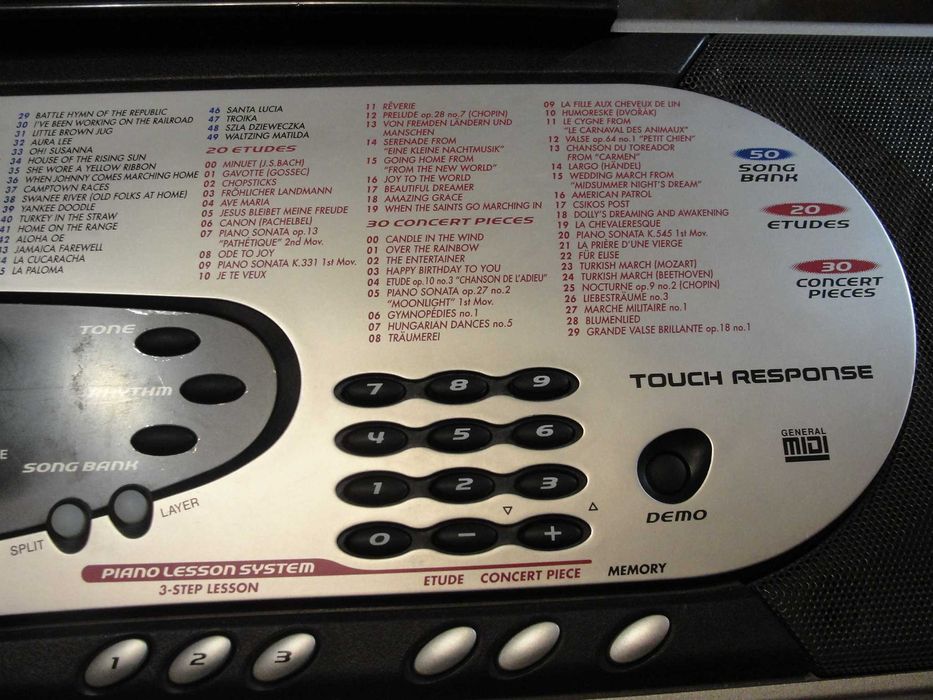 29 BATTLE HYMN OF THE REPUBLIC
30 I'VE BEEN WORKING ON THE RAILROAD
31 LITTLE BROWN JUG
32 AURA LEE
33 OH! SUSANNA
34 HOUSE OF THE RISING SUN
35 SHE WORE A YELLOW RIBBON
36 WHEN JOHNNY COMES MARCHING HOME
37 CAMPTOWN RACES
38 SWANEE RIVER (OLD FOLKS AT HOME)
39 YANKEE DOODLE
40 TURKEY IN THE STRAW
41 HOME ON THE RANGE
42 ALOHA OE
43 JAMAICA FAREWELL
44 LA CUCARACHA
45 LA PALOMA
46 SANTA LUCIA
47 TROIKA
48 SZLA DZIEWECZKA
49 WALTZING MATILDA
20 ETUDES
00 MINUET (J.S.BACH)
01 GAVOTTE (GOSSEC)
02 CHOPSTICKS
03 FRÖHLICHER LANDMANN
04 AVE MARIA
05 JESUS BLEIBET MEINE FREUDE
06 CANON (PACHELBEL)
07 PIANO SONATA op.13
"PATHÉTIQUE" 2nd Mov.
08 ODE TO JOY
09 PIANO SONATA K.331 1st Mov.
10 JE TE VEUX
11 RÊVERIE
12 PRELUDE op.28 no.7 (CHOPIN)
13 VON FREMDEN LÄNDERN UND
MANSCHEN
14 SERENADE FROM
"EINE KLEINE NACHTMUSIK"
15 GOING HOME FROM
"FROM THE NEW WORLD"
16 JOY TO THE WORLD
17 BEAUTIFUL DREAMER
18 AMAZING GRACE
19 WHEN THE SAINTS GO MARCHING IN
30 CONCERT PIECES
00 CANDLE IN THE WIND
01 OVER THE RAINBOW
02 THE ENTERTAINER
03 HAPPY BIRTHDAY TO YOU
04 ETUDE op.10 no.3 "CHANSON DE L'ADIEU"
05 PIANO SONATA op.27 no.2
"MOONLIGHT" 1st Mov.
06 GYMNOPÉDIES no.1
07 HUNGARIAN DANCES no.5
08 TRÄUMEREI
09 LA FILLE AUX CHEVEUX DE LIN
10 HUMORESKE (DVORÁK)
11 LE CYGNE FROM
"LE CARNAVAL DES ANIMAUX"
12 VALSE op.64 no.1 "PETIT CHIEN"
13 CHANSON DU TOREADOR
FROM "CARMEN"
14 LARGO (HÄNDEL)
15 WEDDING MARCH FROM
"MIDSUMMER NIGHT'S DREAM"
16 AMERICAN PATROL
17 CSIKOS POST
18 DOLLY'S DREAMING AND AWAKENING
19 LA CHEVALERESQUE
20 PIANO SONATA K.545 1st Mov.
21 LA PRIÈRE D'UNE VIERGE
22 FÜR ELISE
23 TURKISH MARCH (MOZART)
24 TURKISH MARCH (BEETHOVEN)
25 NOCTURNE op.9 no.2 (CHOPIN)
26 LIEBESTRÄUME no.3
27 MARCHE MILITAIRE no.1
28 BLUMENLIED
29 GRANDE VALSE BRILLANTE op.18 no.1
50
SONG
BANK
20
ETUDES
30
CONCERT
PIECES
TONE
RHYTHM
SONG BANK
SPLIT
LAYER
7 8 9
4 5 6
1 2 3
0 − +
TOUCH RESPONSE
GENERAL
MIDI
DEMO
PIANO LESSON SYSTEM
3-STEP LESSON
ETUDE CONCERT PIECE
MEMORY
1 2 3